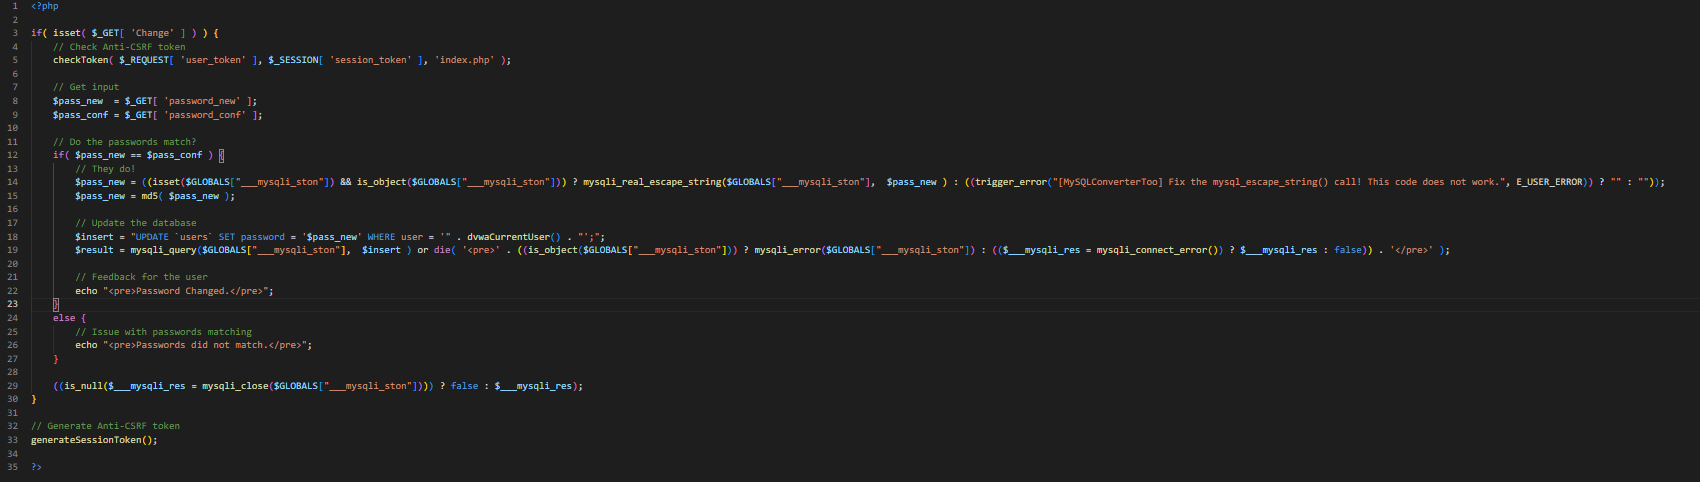 1 <?php
2
3 if( isset( $_GET[ 'Change' ] ) ) {
4 // Check Anti-CSRF token
5 checkToken( $_REQUEST[ 'user_token' ], $_SESSION[ 'session_token' ], 'index.php' );
6
7 // Get input
8 $pass_new  = $_GET[ 'password_new' ];
9 $pass_conf = $_GET[ 'password_conf' ];
10
11 // Do the passwords match?
12 if( $pass_new == $pass_conf ) {
13 // They do!
14 $pass_new = ((isset($GLOBALS["___mysqli_ston"]) && is_object($GLOBALS["___mysqli_ston"])) ? mysqli_real_escape_string($GLOBALS["___mysqli_ston"],  $pass_new ) : ((trigger_error("[MySQLConverterToo] Fix the mysql_escape_string() call! This code does not work.", E_USER_ERROR)) ? "" : ""));
15 $pass_new = md5( $pass_new );
16
17 // Update the database
18 $insert = "UPDATE `users` SET password = '$pass_new' WHERE user = '" . dvwaCurrentUser() . "';";
19 $result = mysqli_query($GLOBALS["___mysqli_ston"],  $insert ) or die( '<pre>' . ((is_object($GLOBALS["___mysqli_ston"])) ? mysqli_error($GLOBALS["___mysqli_ston"]) : (($___mysqli_res = mysqli_connect_error()) ? $___mysqli_res : false)) . '</pre>' );
20
21 // Feedback for the user
22 echo "<pre>Password Changed.</pre>";
23 }
24 else {
25 // Issue with passwords matching
26 echo "<pre>Passwords did not match.</pre>";
27 }
28
29 ((is_null($___mysqli_res = mysqli_close($GLOBALS["___mysqli_ston"]))) ? false : $___mysqli_res);
30 }
31
32 // Generate Anti-CSRF token
33 generateSessionToken();
34
35 ?>